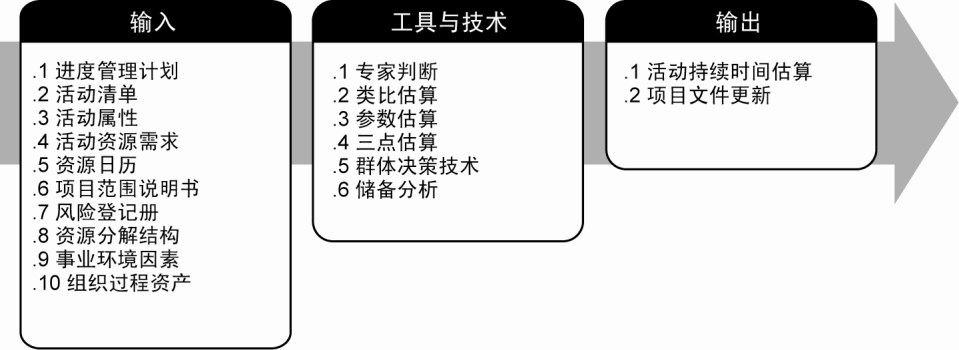 输入
.1 进度管理计划
.2 活动清单
.3 活动属性
.4 活动资源需求
.5 资源日历
.6 项目范围说明书
.7 风险登记册
.8 资源分解结构
.9 事业环境因素
.10 组织过程资产
工具与技术
.1 专家判断
.2 类比估算
.3 参数估算
.4 三点估算
.5 群体决策技术
.6 储备分析
输出
.1 活动持续时间估算
.2 项目文件更新